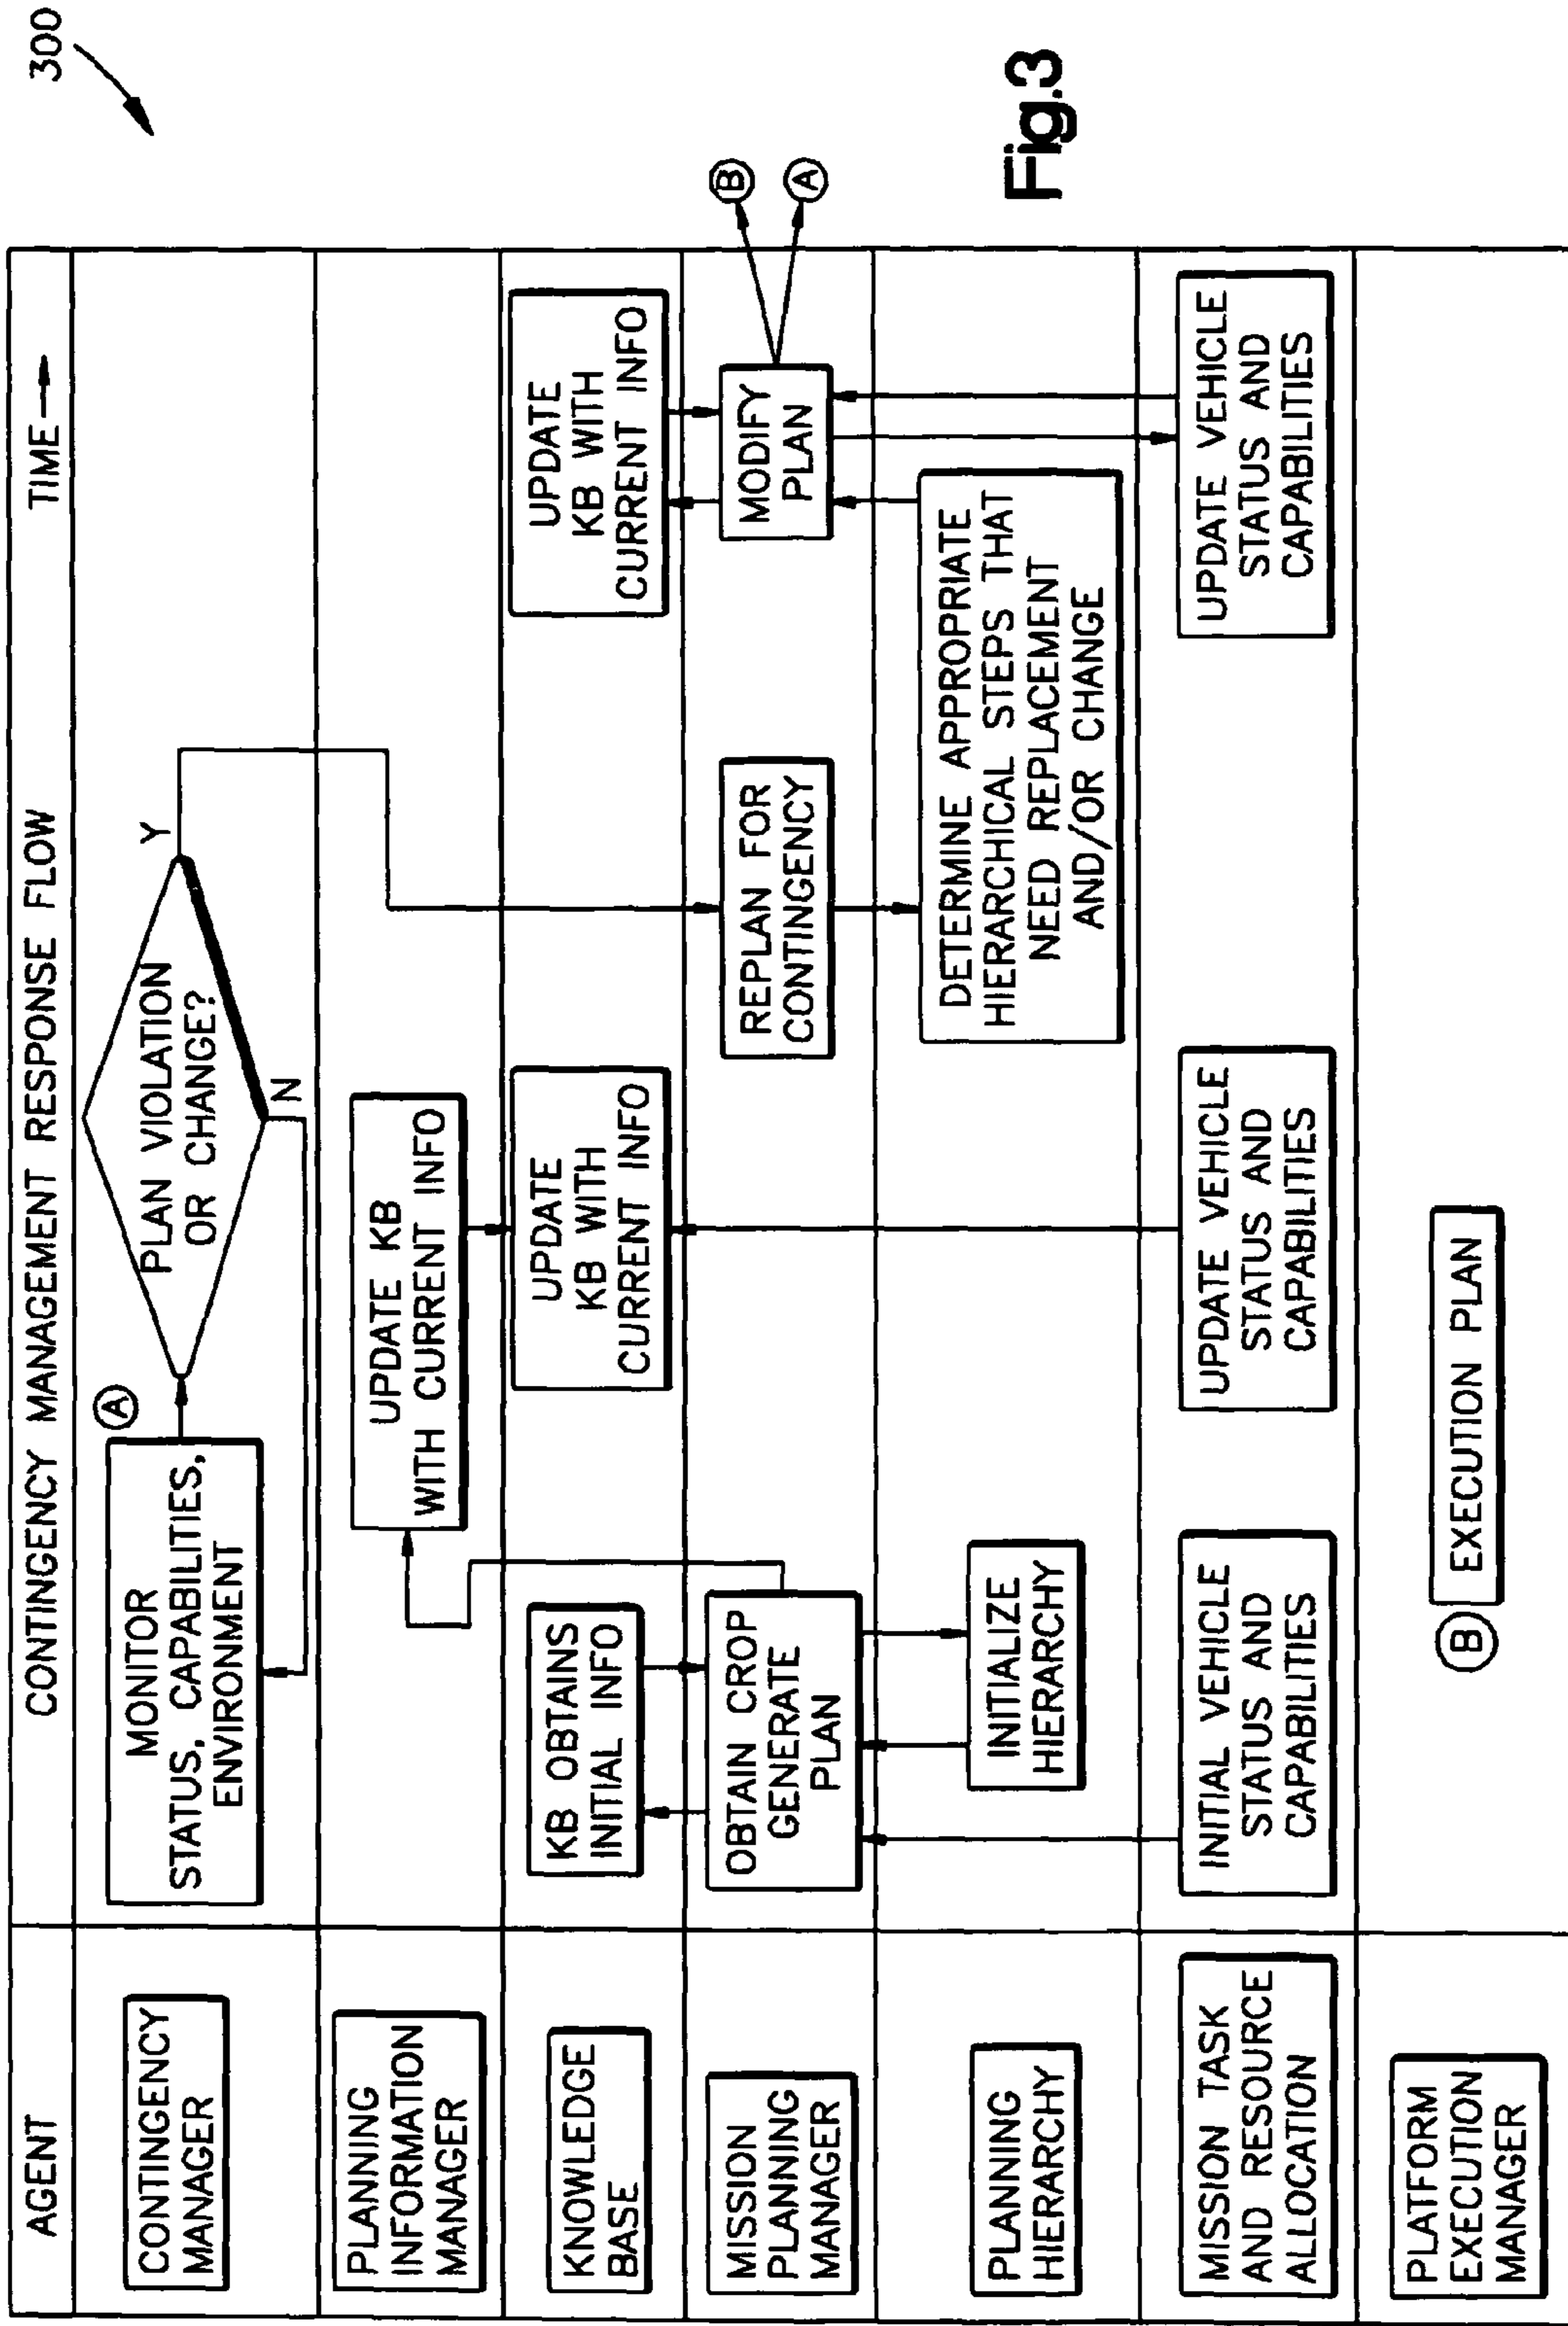 300
AGENT
CONTINGENCY MANAGEMENT RESPONSE FLOW
TIME
CONTINGENCY
MANAGER
MONITOR
STATUS, CAPABILITIES,
ENVIRONMENT
A
PLAN VIOLATION
OR CHANGE?
Y
N
PLANNING
INFORMATION
MANAGER
UPDATE KB
WITH CURRENT INFO
KNOWLEDGE
BASE
KB OBTAINS
INITIAL INFO
UPDATE
KB WITH
CURRENT INFO
UPDATE
KB WITH
CURRENT INFO
MISSION
PLANNING
MANAGER
OBTAIN CROP
GENERATE
PLAN
REPLAN FOR
CONTINGENCY
MODIFY
PLAN
B
A
PLANNING
HIERARCHY
INITIALIZE
HIERARCHY
DETERMINE APPROPRIATE
HIERARCHICAL STEPS THAT
NEED REPLACEMENT
AND/OR CHANGE
MISSION TASK
AND RESOURCE
ALLOCATION
INITIAL VEHICLE
STATUS AND
CAPABILITIES
UPDATE VEHICLE
STATUS AND
CAPABILITIES
UPDATE VEHICLE
STATUS AND
CAPABILITIES
PLATFORM
EXECUTION
MANAGER
B
EXECUTION PLAN
Fig.3